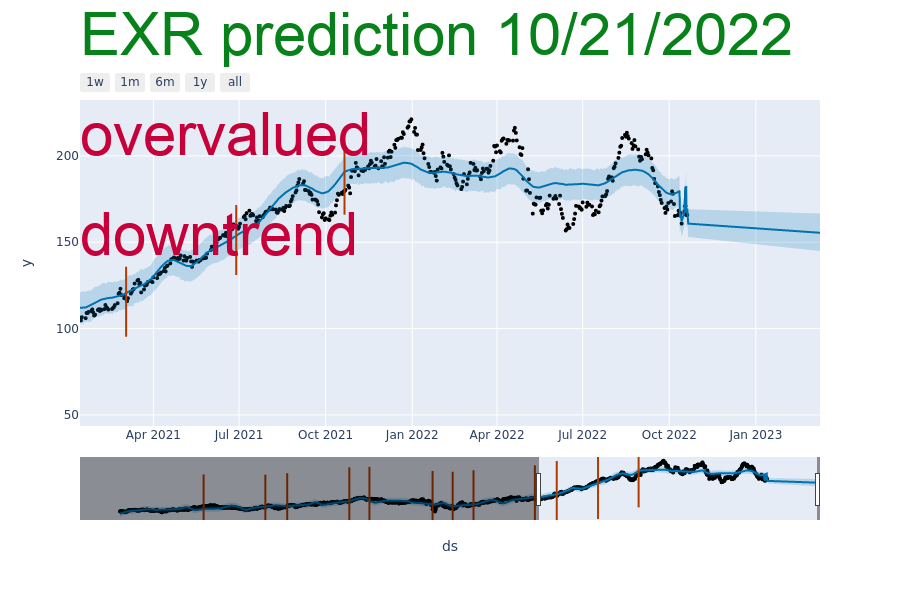 EXR prediction 10/21/2022
1w 1m 6m 1y all
overvalued
200
downtrend
150
y
100
50
Apr 2021 Jul 2021 Oct 2021 Jan 2022 Apr 2022 Jul 2022 Oct 2022 Jan 2023
ds